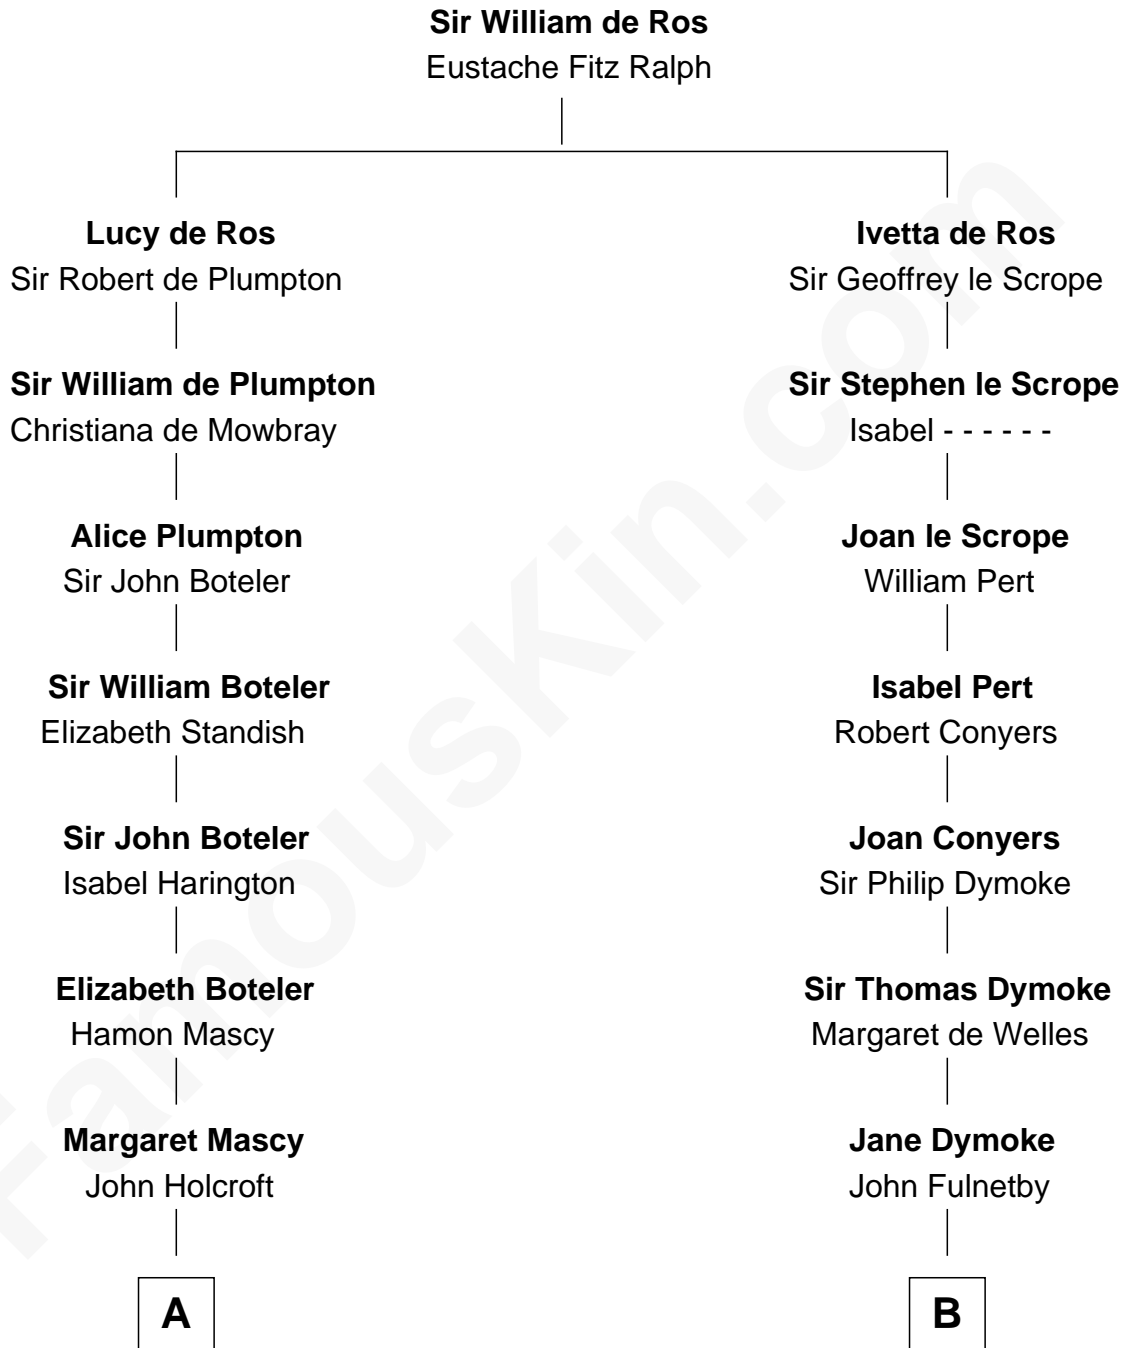 Sir William de Ros
Eustache Fitz Ralph
Lucy de Ros
Sir Robert de Plumpton
Ivetta de Ros
Sir Geoffrey le Scrope
Sir William de Plumpton
Christiana de Mowbray
Sir Stephen le Scrope
Isabel - - - - - -
Alice Plumpton
Sir John Boteler
Joan le Scrope
William Pert
Sir William Boteler
Elizabeth Standish
Isabel Pert
Robert Conyers
Sir John Boteler
Isabel Harington
Joan Conyers
Sir Philip Dymoke
Elizabeth Boteler
Hamon Mascy
Sir Thomas Dymoke
Margaret de Welles
Margaret Mascy
John Holcroft
Jane Dymoke
John Fulnetby
A
B
FamousKin.com